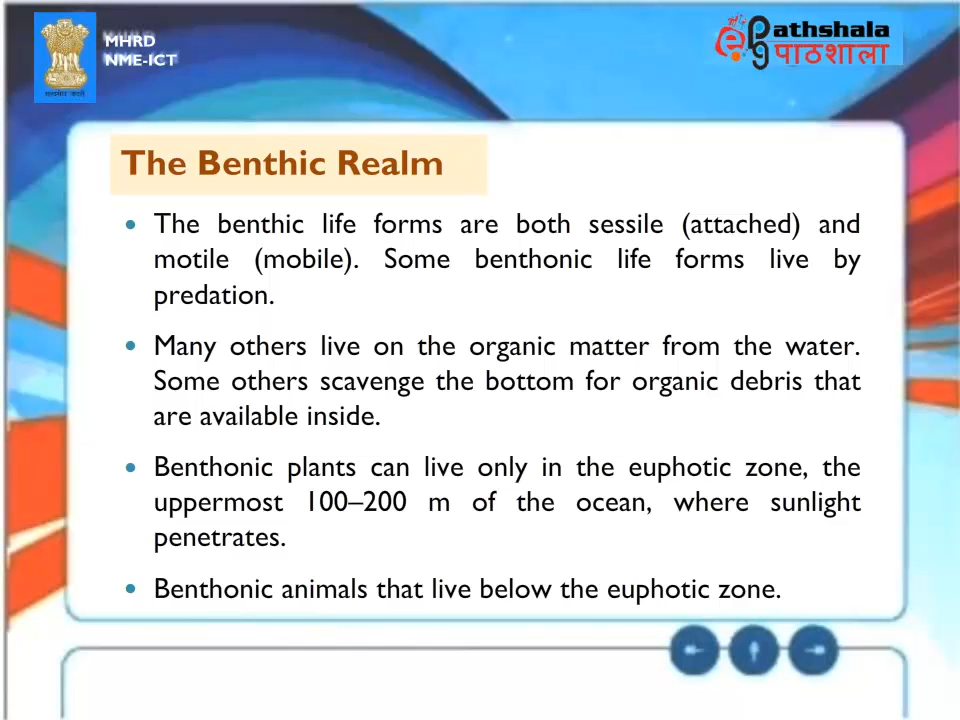 MHRD
NME-ICT
ePathshala
पाठशाला
The Benthic Realm
• The benthic life forms are both sessile (attached) and
motile (mobile). Some benthonic life forms live by
predation.
• Many others live on the organic matter from the water.
Some others scavenge the bottom for organic debris that
are available inside.
• Benthonic plants can live only in the euphotic zone, the
uppermost 100–200 m of the ocean, where sunlight
penetrates.
• Benthonic animals that live below the euphotic zone.